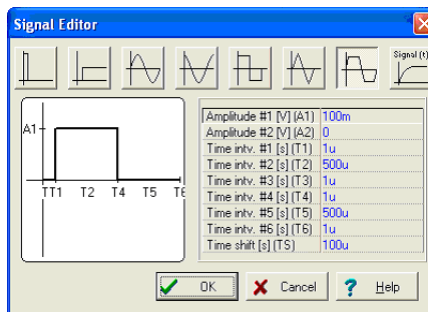 Signal Editor
Signal (t)
A1
TT1 T2 T4 T5 T6
Amplitude #1 [V] (A1) 100m
Amplitude #2 [V] (A2) 0
Time intv. #1 [s] (T1) 1u
Time intv. #2 [s] (T2) 500u
Time intv. #3 [s] (T3) 1u
Time intv. #4 [s] (T4) 1u
Time intv. #5 [s] (T5) 500u
Time intv. #6 [s] (T6) 1u
Time shift [s] (TS) 100u
OK Cancel ? Help